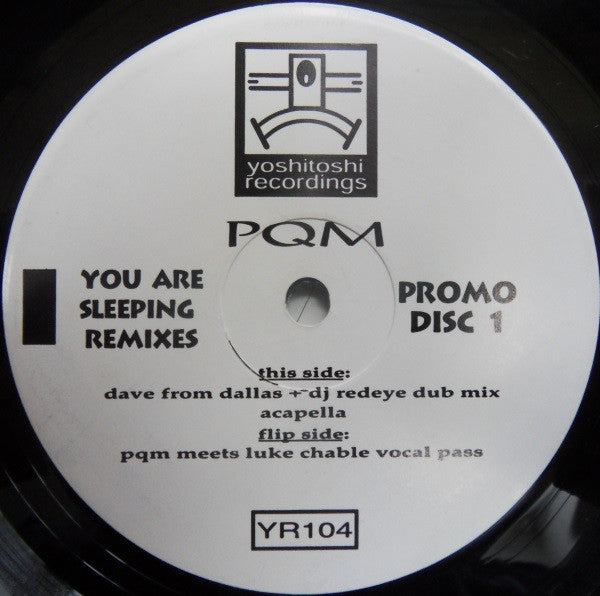 yoshitoshi
recordings
PQM
YOU ARE
SLEEPING
REMIXES
PROMO
DISC 1
this side:
dave from dallas + dj redeye dub mix
acapella
flip side:
pqm meets luke chable vocal pass
YR104